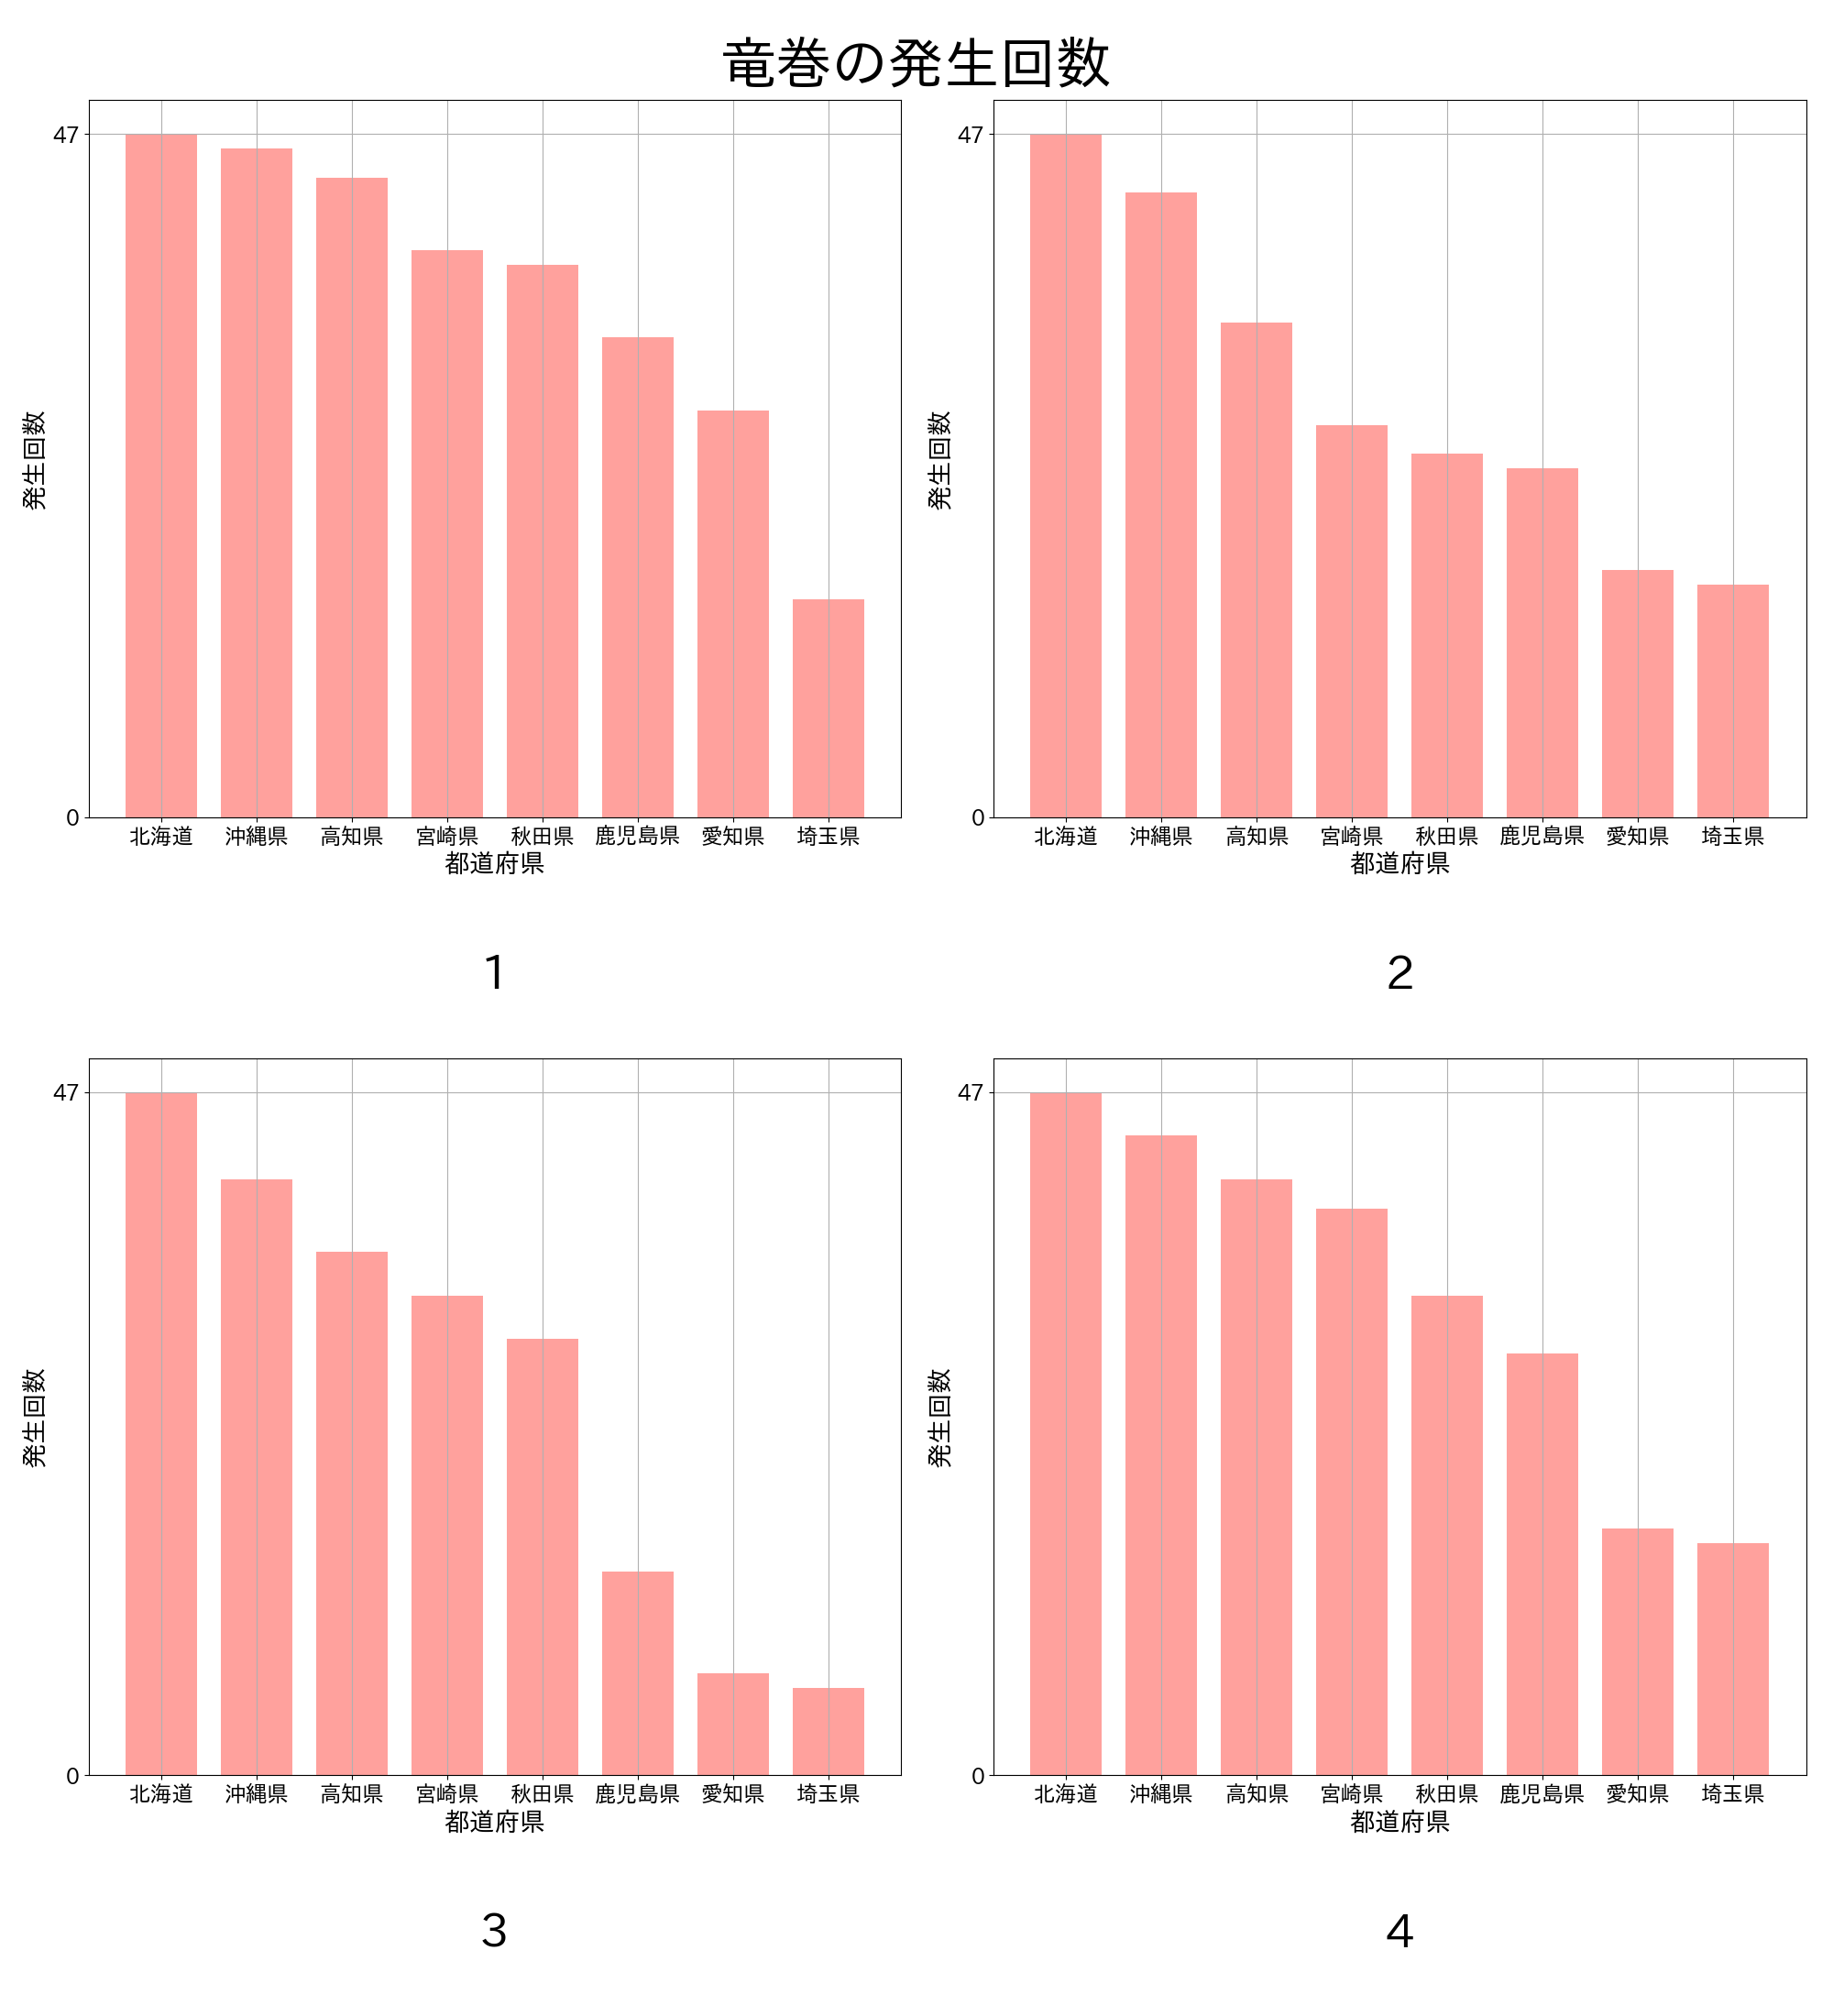 竜巻の発生回数
47
0
発生回数
北海道 沖縄県 高知県 宮崎県 秋田県 鹿児島県 愛知県 埼玉県
都道府県
1
47
0
発生回数
北海道 沖縄県 高知県 宮崎県 秋田県 鹿児島県 愛知県 埼玉県
都道府県
2
47
0
発生回数
北海道 沖縄県 高知県 宮崎県 秋田県 鹿児島県 愛知県 埼玉県
都道府県
3
47
0
発生回数
北海道 沖縄県 高知県 宮崎県 秋田県 鹿児島県 愛知県 埼玉県
都道府県
4